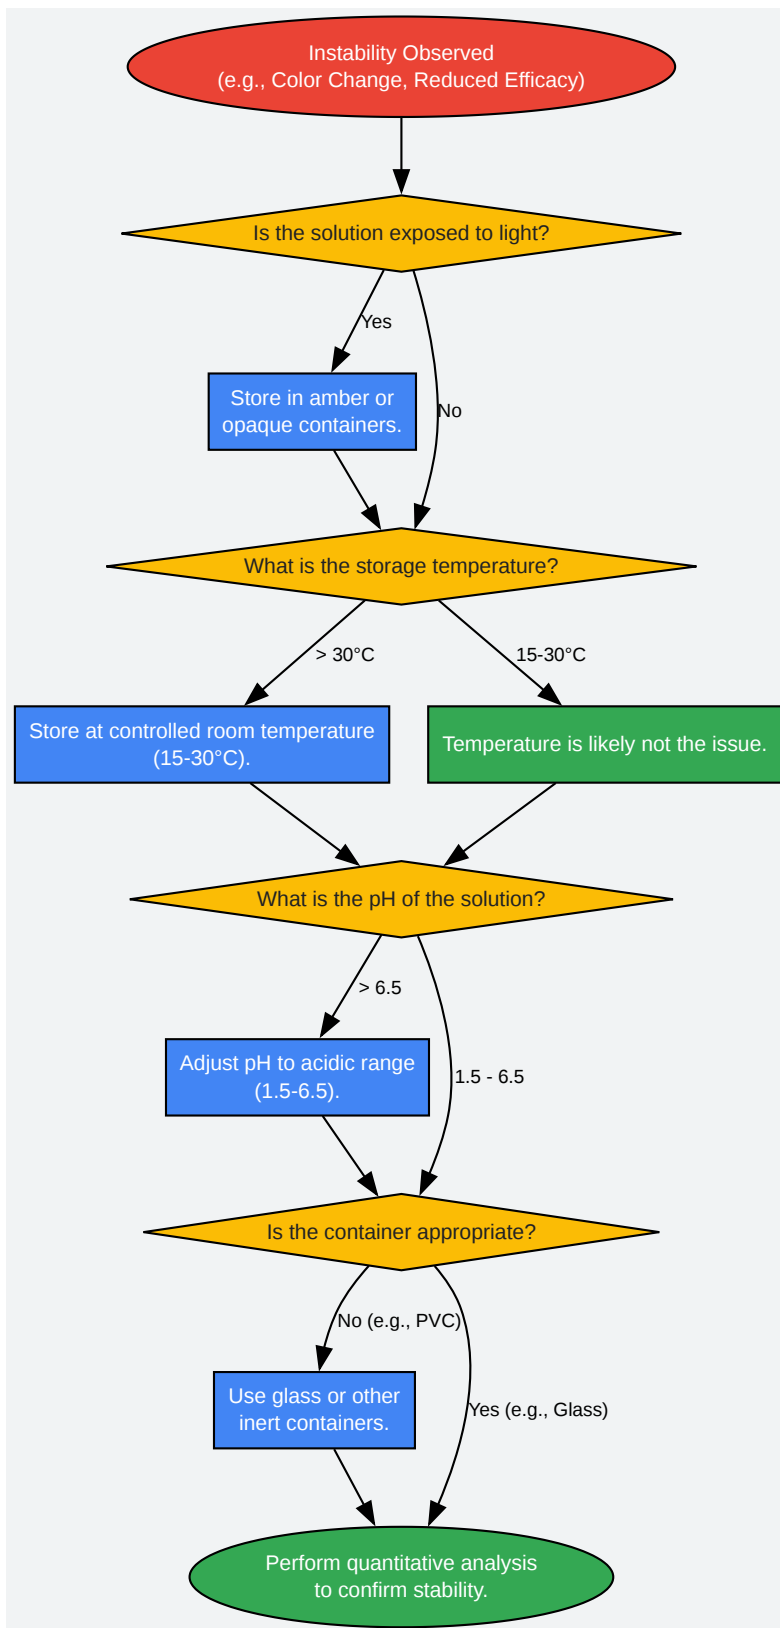 Instability Observed
(e.g., Color Change, Reduced Efficacy)
Is the solution exposed to light?
Yes
Store in amber or
opaque containers.
No
What is the storage temperature?
> 30°C
15-30°C
Store at controlled room temperature
(15-30°C).
Temperature is likely not the issue.
What is the pH of the solution?
> 6.5
Adjust pH to acidic range
(1.5-6.5).
1.5 - 6.5
Is the container appropriate?
No (e.g., PVC)
Use glass or other
inert containers.
Yes (e.g., Glass)
Perform quantitative analysis
to confirm stability.